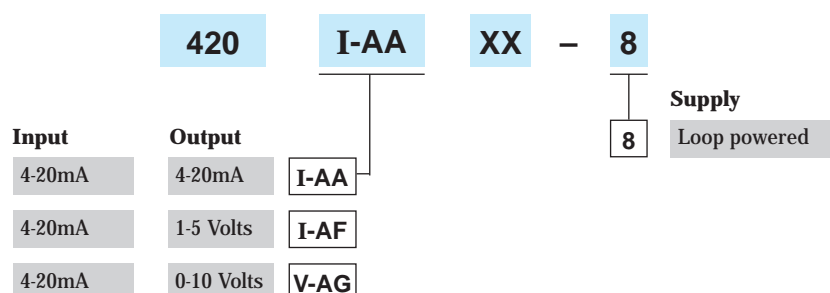 420 I-AA XX – 8
Supply
8 Loop powered
Input Output
4-20mA 4-20mA I-AA
4-20mA 1-5 Volts I-AF
4-20mA 0-10 Volts V-AG